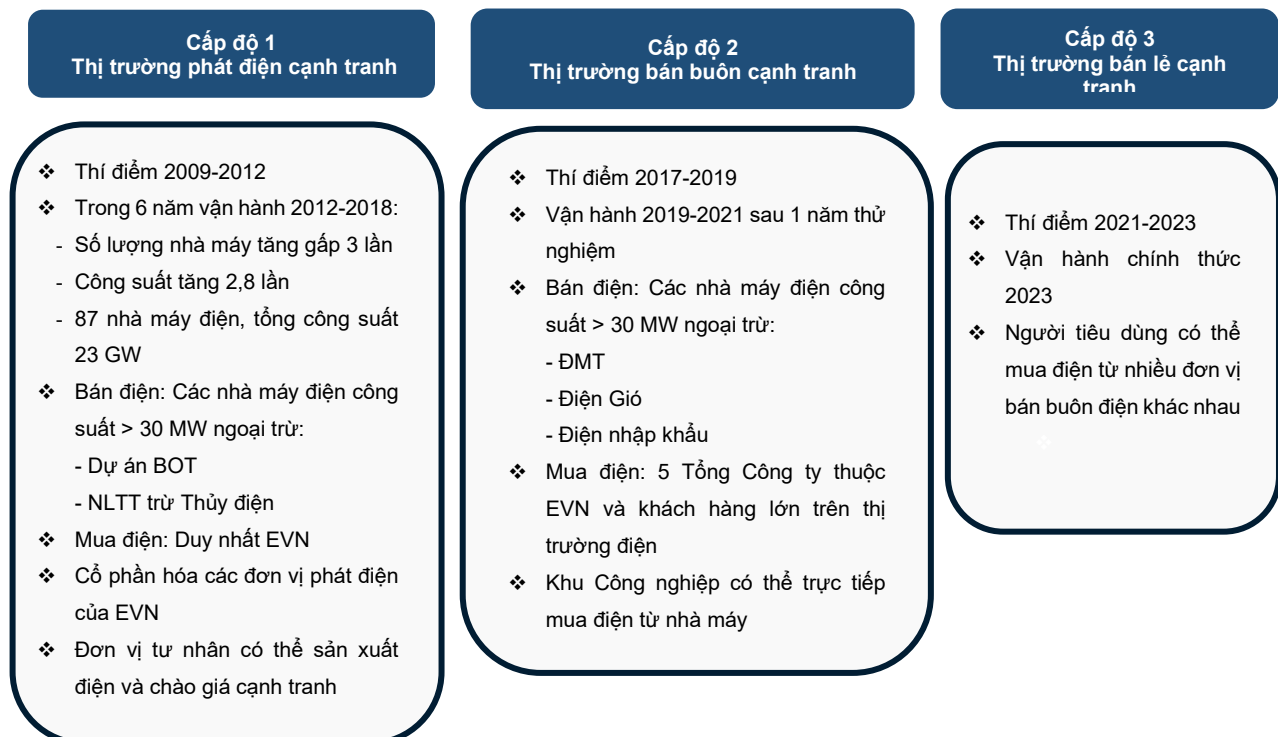 Cấp độ 1
Thị trường phát điện cạnh tranh
❖ Thí điểm 2009-2012
❖ Trong 6 năm vận hành 2012-2018:
- Số lượng nhà máy tăng gấp 3 lần
- Công suất tăng 2,8 lần
- 87 nhà máy điện, tổng công suất
23 GW
❖ Bán điện: Các nhà máy điện công
suất > 30 MW ngoại trừ:
- Dự án BOT
- NLTT trừ Thủy điện
❖ Mua điện: Duy nhất EVN
❖ Cổ phần hóa các đơn vị phát điện
của EVN
❖ Đơn vị tư nhân có thể sản xuất
điện và chào giá cạnh tranh
Cấp độ 2
Thị trường bán buôn cạnh tranh
❖ Thí điểm 2017-2019
❖ Vận hành 2019-2021 sau 1 năm thử
nghiệm
❖ Bán điện: Các nhà máy điện công
suất > 30 MW ngoại trừ:
- ĐMT
- Điện Gió
- Điện nhập khẩu
❖ Mua điện: 5 Tổng Công ty thuộc
EVN và khách hàng lớn trên thị
trường điện
❖ Khu Công nghiệp có thể trực tiếp
mua điện từ nhà máy
Cấp độ 3
Thị trường bán lẻ cạnh
tranh
❖ Thí điểm 2021-2023
❖ Vận hành chính thức
2023
❖ Người tiêu dùng có thể
mua điện từ nhiều đơn vị
bán buôn điện khác nhau